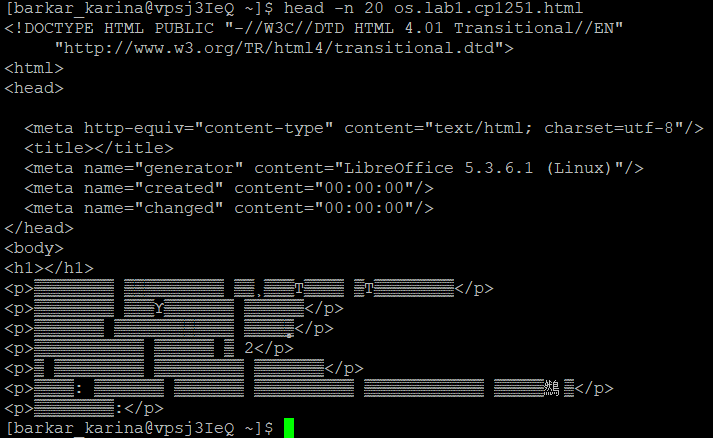 [barkar_karina@vpsj3IeQ ~]$ head -n 20 os.lab1.cp1251.html
<!DOCTYPE HTML PUBLIC "-//W3C//DTD HTML 4.01 Transitional//EN"
"http://www.w3.org/TR/html4/transitional.dtd">
<html>
<head>
<meta http-equiv="content-type" content="text/html; charset=utf-8"/>
<title></title>
<meta name="generator" content="LibreOffice 5.3.6.1 (Linux)"/>
<meta name="created" content="00:00:00"/>
<meta name="changed" content="00:00:00"/>
</head>
<body>
<h1></h1>
<p></p>
<p></p>
<p></p>
<p> 2</p>
<p></p>
<p>: </p>
<p>:</p>
[barkar_karina@vpsj3IeQ ~]$